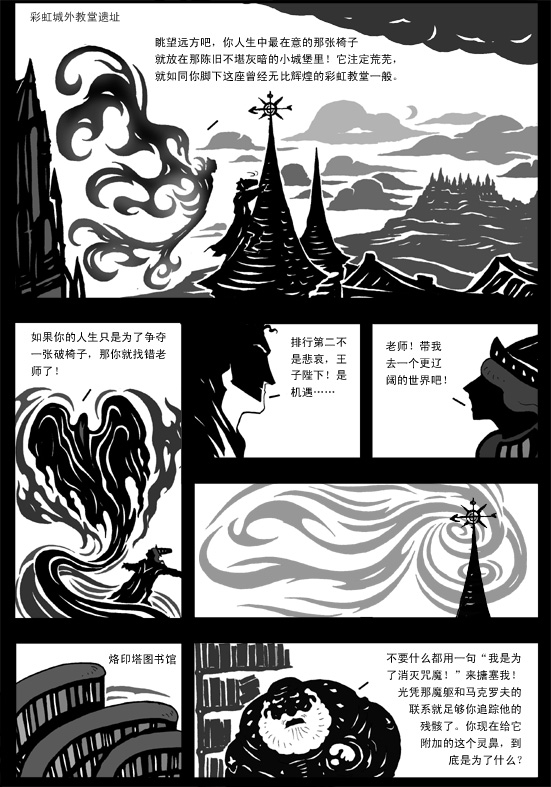 彩虹城外教堂遗址
眺望远方吧，你人生中最在意的那张椅子
就放在那陈旧不堪灰暗的小城堡里！它注定荒芜，
就如同你脚下这座曾经无比辉煌的彩虹教堂一般。
如果你的人生只是为了争夺
一张破椅子，那你就找错老
师了！
排行第二不
是悲哀，王
子陛下！是
机遇……
老师！带我
去一个更辽
阔的世界吧！
烙印塔图书馆
不要什么都用一句“我是为
了消灭咒魔！”来搪塞我！
光凭那魔躯和马克罗夫的
联系就足够你追踪他的
残骸了。你现在给它
附加的这个灵鼻，到
底是为了什么？